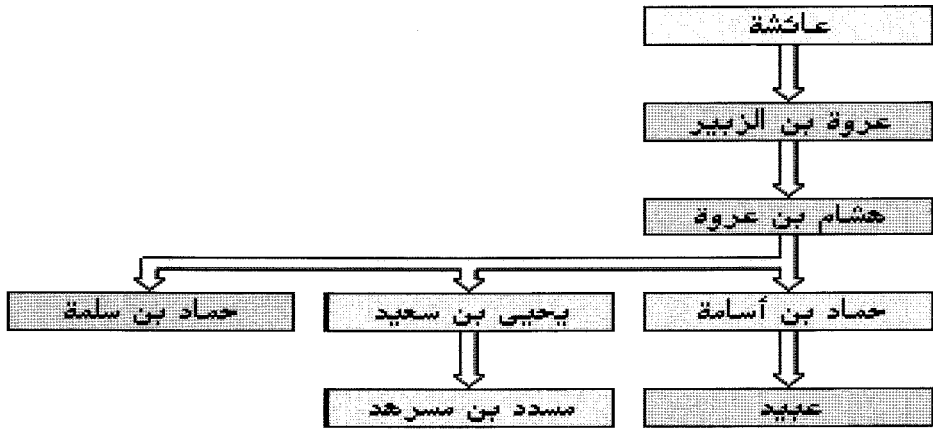 عائشة
عروة بن الزبير
هشام بن عروة
حماد بن أسامة
يحيى بن سعيد
حماد بن سلمة
عبيد
مسدد بن مسرهد